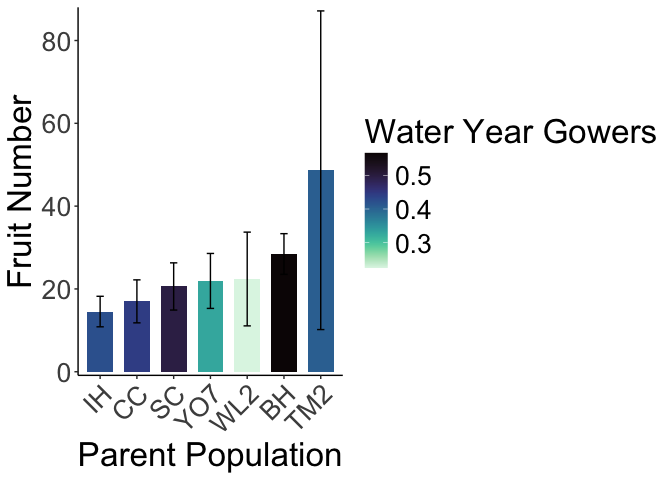 80
60
40
20
0
Fruit Number
IH
CC
SC
YO7
WL2
BH
TM2
Parent Population
Water Year Gowers
0.5
0.4
0.3